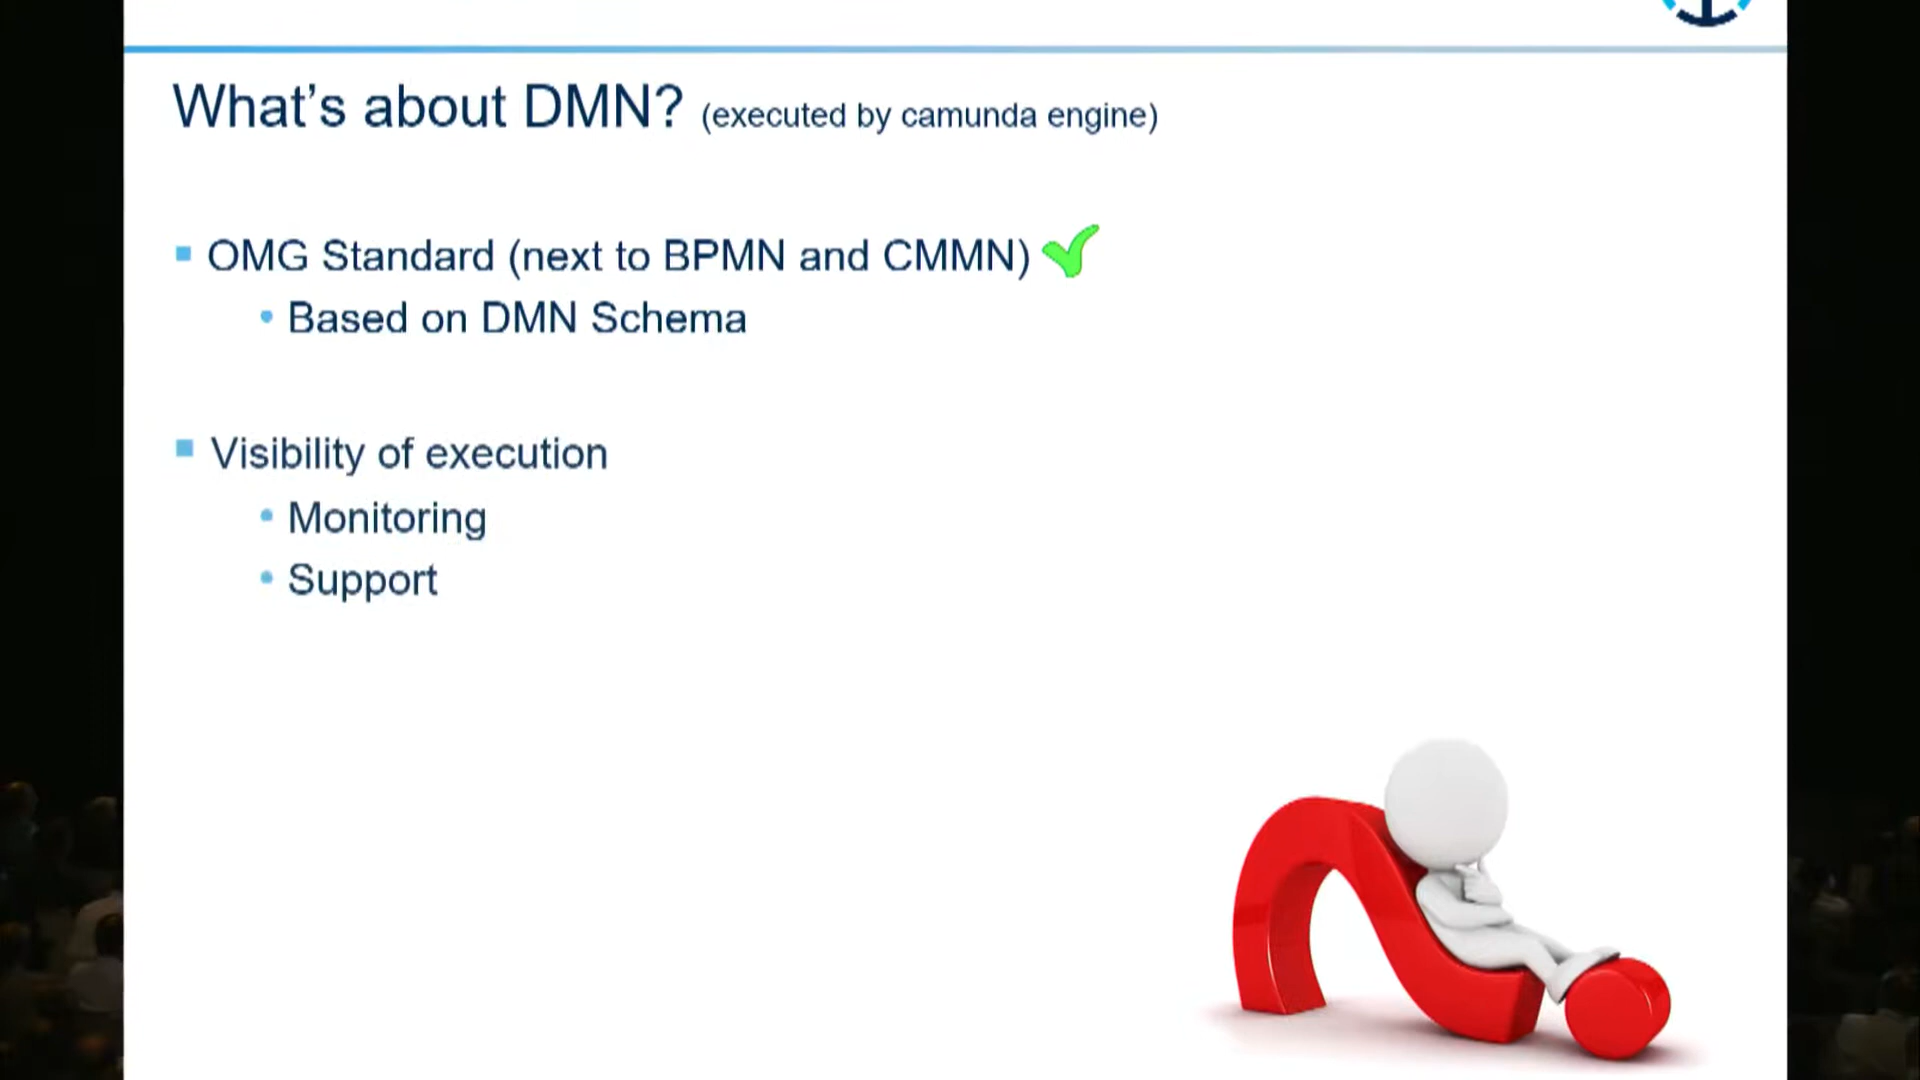 What's about DMN? (executed by camunda engine)
OMG Standard (next to BPMN and CMMN)
Based on DMN Schema
Visibility of execution
Monitoring
Support